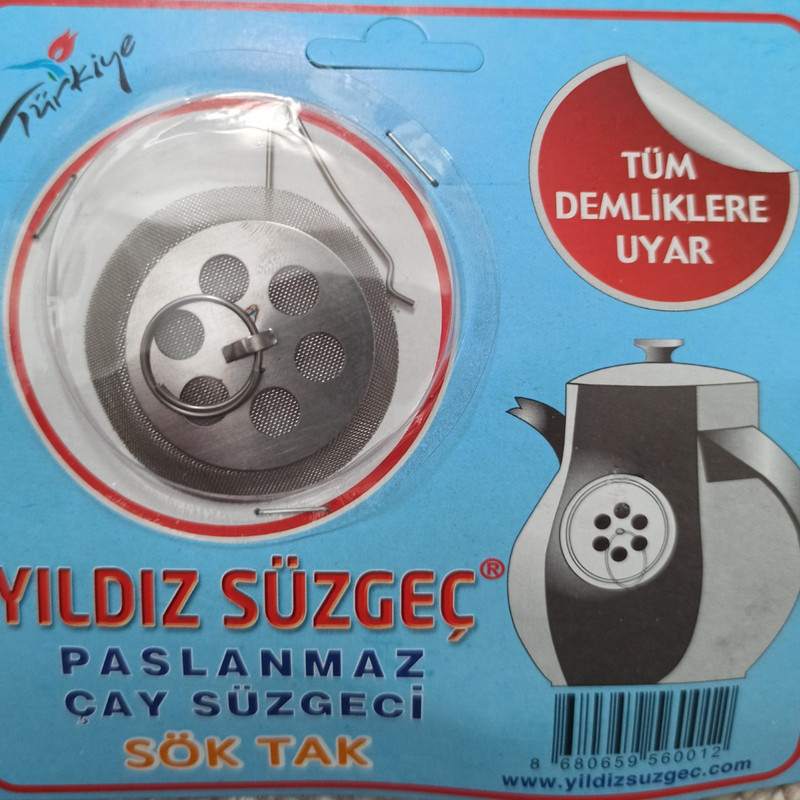 Türkiye
TÜM
DEMLİKLERE
UYAR
YILDIZ SÜZGEÇ®
PASLANMAZ
ÇAY SÜZGECİ
SÖK TAK
8 680659 560012
www.yildizsuzgec.com